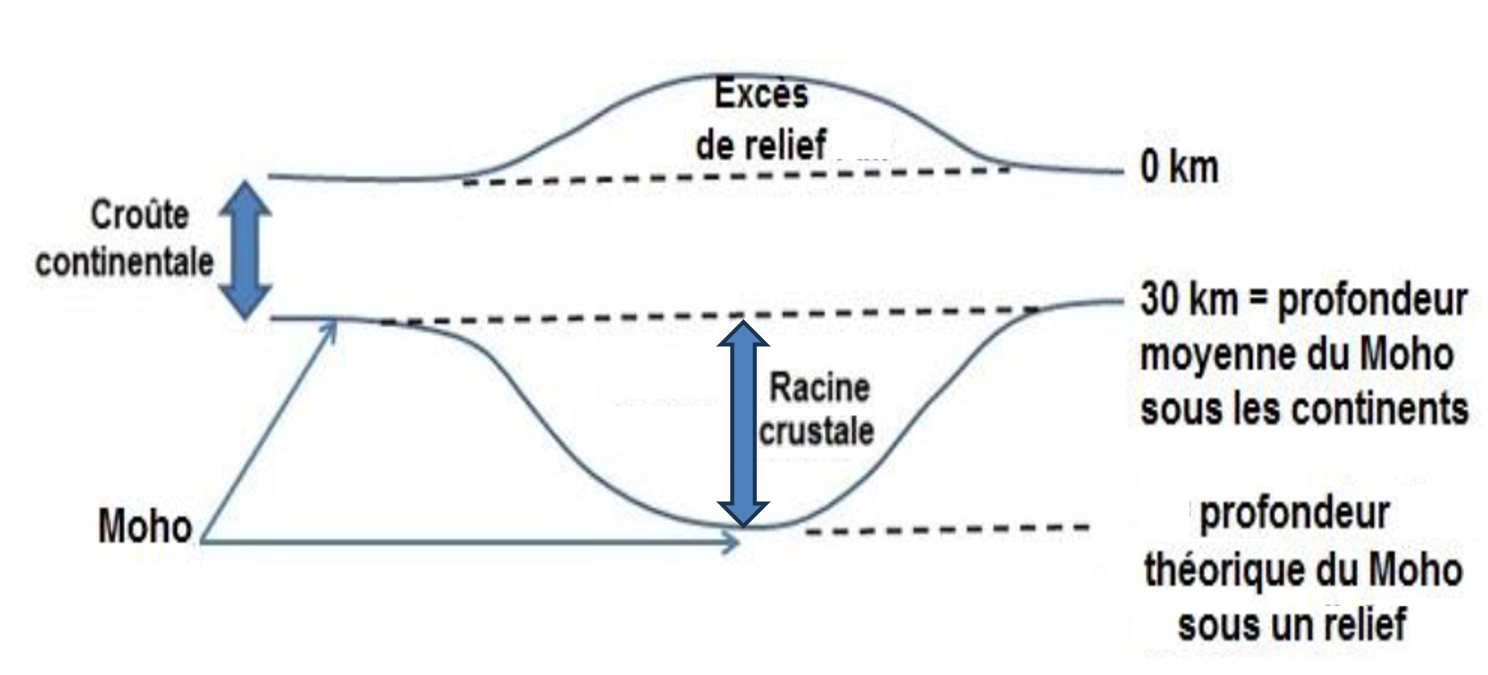 Excès
de relief
0 km
Croûte
continentale
30 km = profondeur
moyenne du Moho
sous les continents
Racine
crustale
Moho
profondeur
théorique du Moho
sous un relief